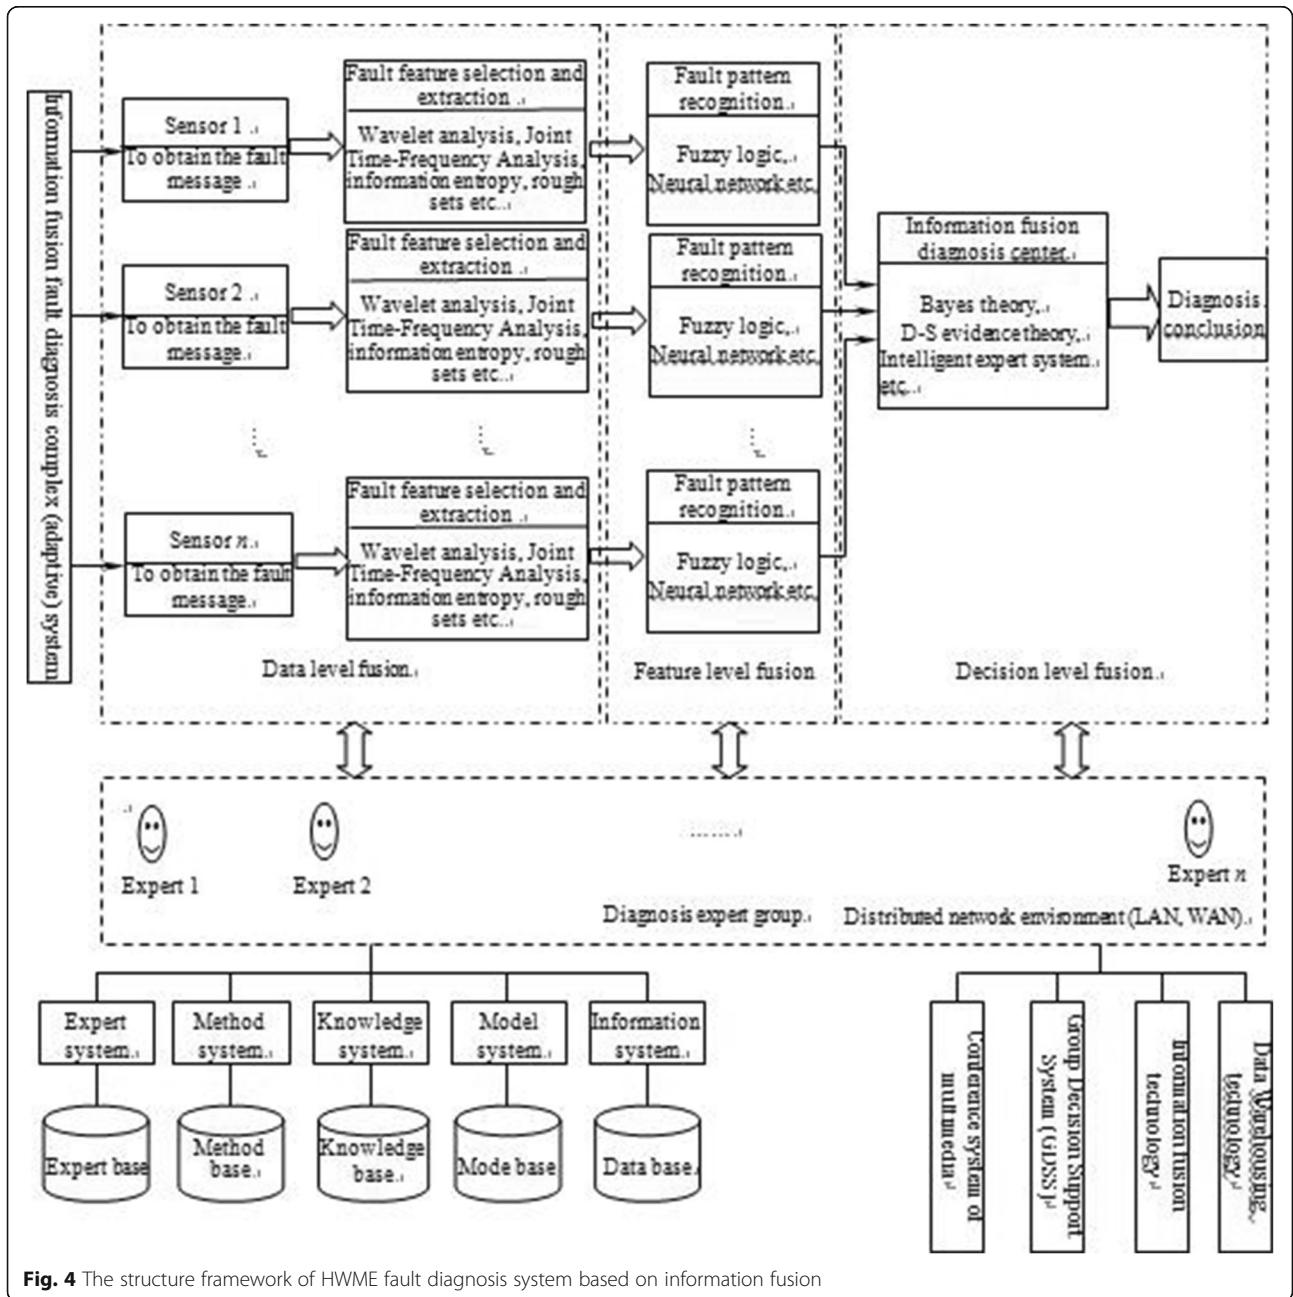 Information fusion fault diagnosis complex (adaptive) system
Sensor 1
To obtain the fault
message
Fault feature selection and
extraction
Wavelet analysis, Joint
Time-Frequency Analysis,
information entropy, rough
sets etc.
Fault pattern
recognition
Fuzzy logic,
Neural network etc
Sensor 2
To obtain the fault
message
Fault feature selection and
extraction
Wavelet analysis, Joint
Time-Frequency Analysis,
information entropy, rough
sets etc.
Fault pattern
recognition
Fuzzy logic,
Neural network etc
Information fusion
diagnosis center
Bayes theory,
D-S evidence theory,
Intelligent expert system
etc.
Diagnosis
conclusion
Sensor n
To obtain the fault
message
Fault feature selection and
extraction
Wavelet analysis, Joint
Time-Frequency Analysis,
information entropy, rough
sets etc.
Fault pattern
recognition
Fuzzy logic,
Neural network etc
Data level fusion
Feature level fusion
Decision level fusion
Expert 1
Expert 2
.......
Expert n
Diagnosis expert group
Distributed network environment (LAN, WAN)
Expert
system
Method
system
Knowledge
system
Model
system
Information
system
Expert base
Method
base
Knowledge
base
Mode base
Data base
Conference system of
multimedia
Group Decision Support
System (GDSS)
Information fusion
technology
Data Warehousing
technology
Fig. 4 The structure framework of HWME fault diagnosis system based on information fusion